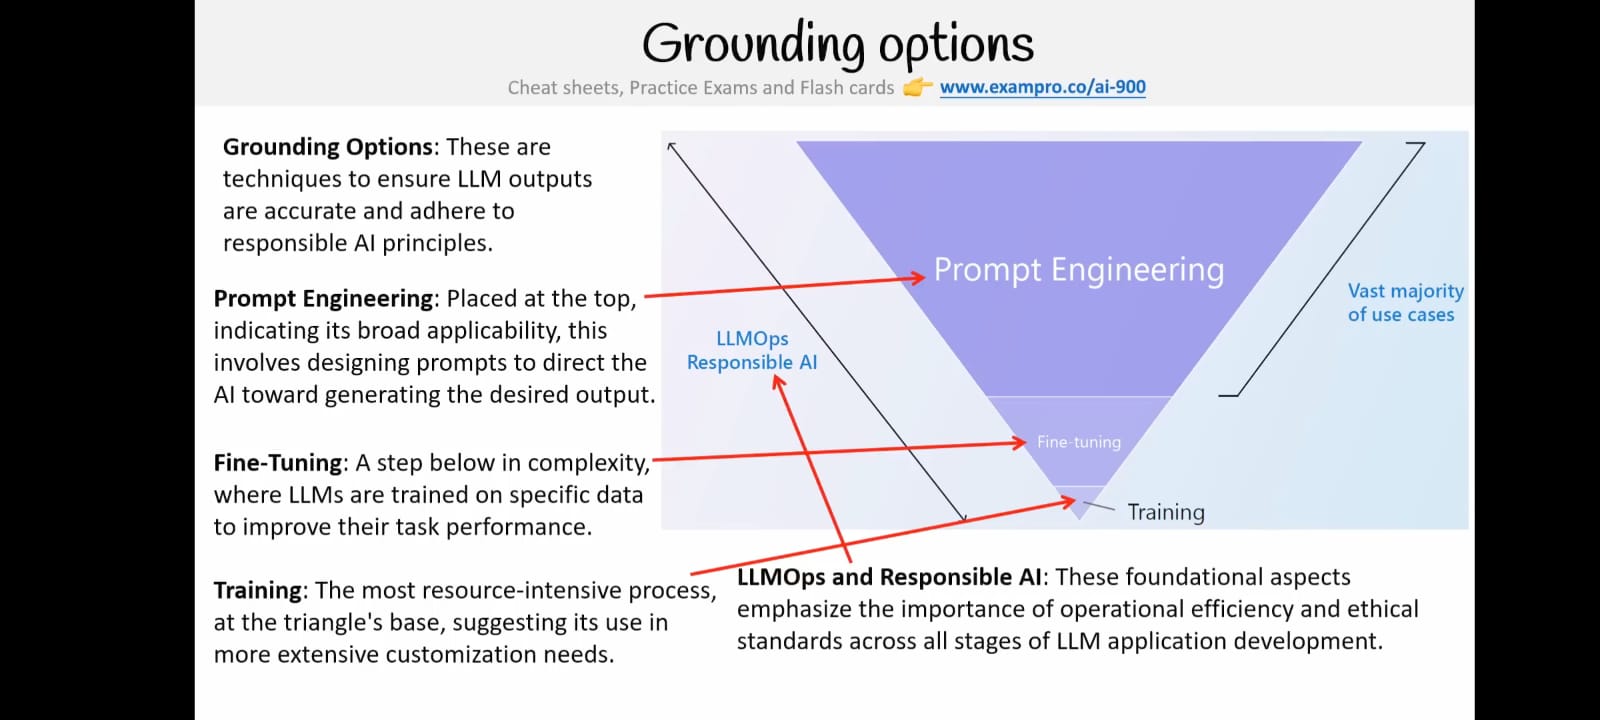 Grounding options
Cheat sheets, Practice Exams and Flash cards 👉 www.exampro.co/ai-900
Grounding Options: These are
techniques to ensure LLM outputs
are accurate and adhere to
responsible AI principles.
Prompt Engineering: Placed at the top,
indicating its broad applicability, this
involves designing prompts to direct the
AI toward generating the desired output.
Fine-Tuning: A step below in complexity,
where LLMs are trained on specific data
to improve their task performance.
Training: The most resource-intensive process,
at the triangle's base, suggesting its use in
more extensive customization needs.
Prompt Engineering
Vast majority
of use cases
LLMOps
Responsible AI
Fine-tuning
Training
LLMOps and Responsible AI: These foundational aspects
emphasize the importance of operational efficiency and ethical
standards across all stages of LLM application development.